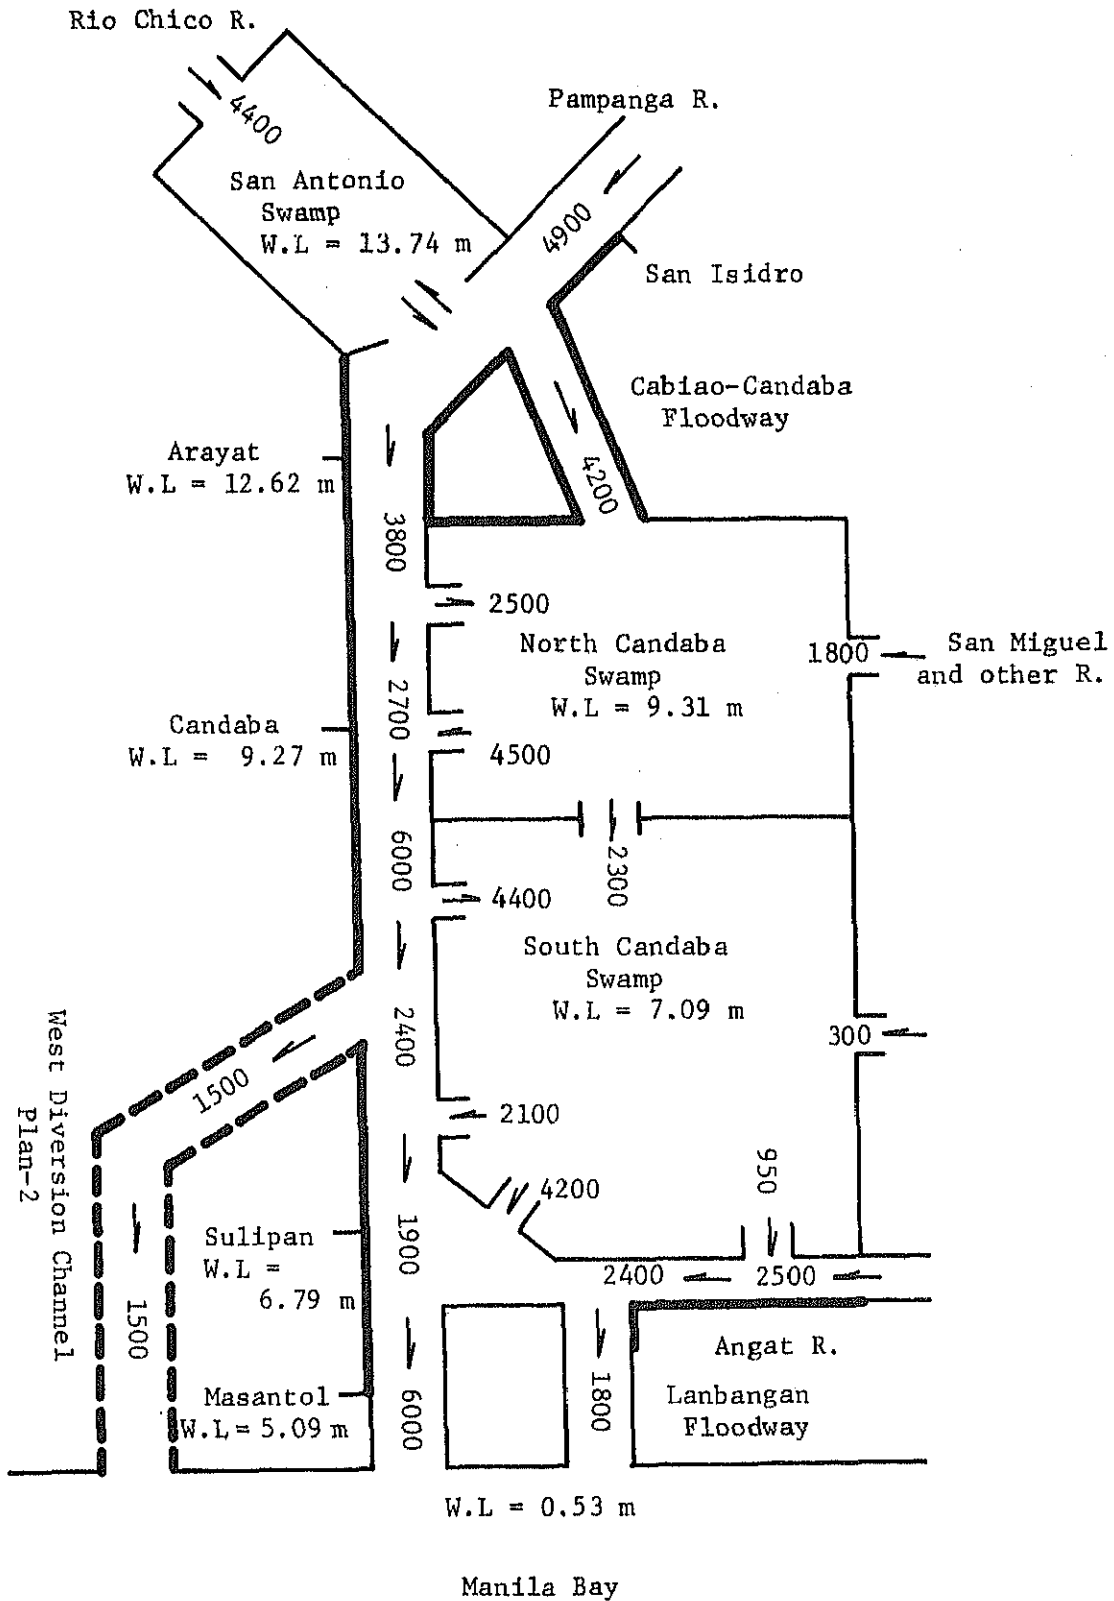 Rio Chico R.
4400
Pampanga R.
San Antonio
Swamp
W.L = 13.74 m
4900
San Isidro
Cabiao-Candaba
Floodway
Arayat
W.L = 12.62 m
4200
3800
2500
North Candaba
Swamp
W.L = 9.31 m
1800
San Miguel
and other R.
2700
Candaba
W.L = 9.27 m
4500
6000
2300
4400
South Candaba
Swamp
W.L = 7.09 m
2400
300
West Diversion Channel
Plan-2
1500
2100
950
4200
1900
Sulipan
W.L =
6.79 m
2400
2500
1500
Angat R.
Masantol
W.L = 5.09 m
6000
1800
Lanbangan
Floodway
W.L = 0.53 m
Manila Bay